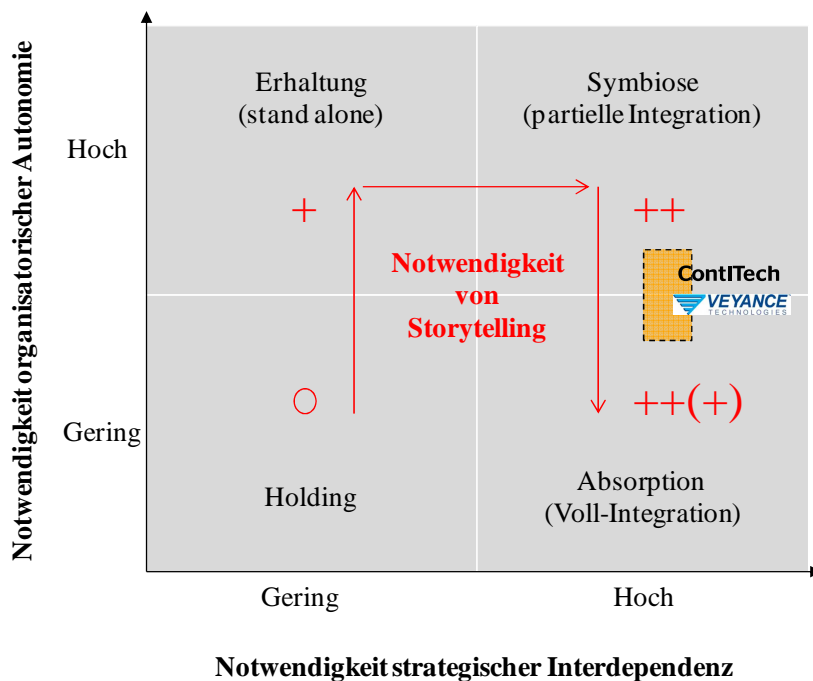 Notwendigkeit organisatorischer Autonomie
Hoch
Gering
Erhaltung
(stand alone)
Symbiose
(partielle Integration)
+
++
Notwendigkeit
von
Storytelling
ContiTech
VEYANCE
TECHNOLOGIES
++(+)
Holding
Absorption
(Voll-Integration)
Gering
Hoch
Notwendigkeit strategischer Interdependenz